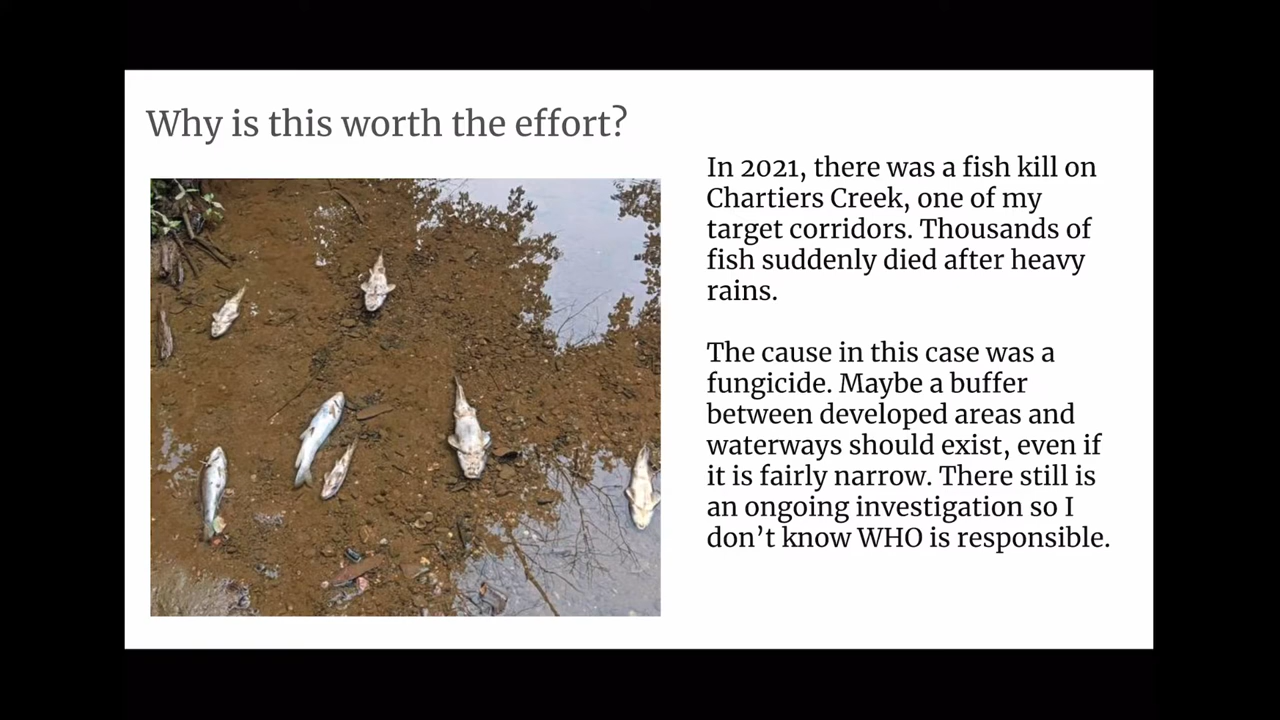 Why is this worth the effort?
In 2021, there was a fish kill on
Chartiers Creek, one of my
target corridors. Thousands of
fish suddenly died after heavy
rains.
The cause in this case was a
fungicide. Maybe a buffer
between developed areas and
waterways should exist, even if
it is fairly narrow. There still is
an ongoing investigation so I
don’t know WHO is responsible.